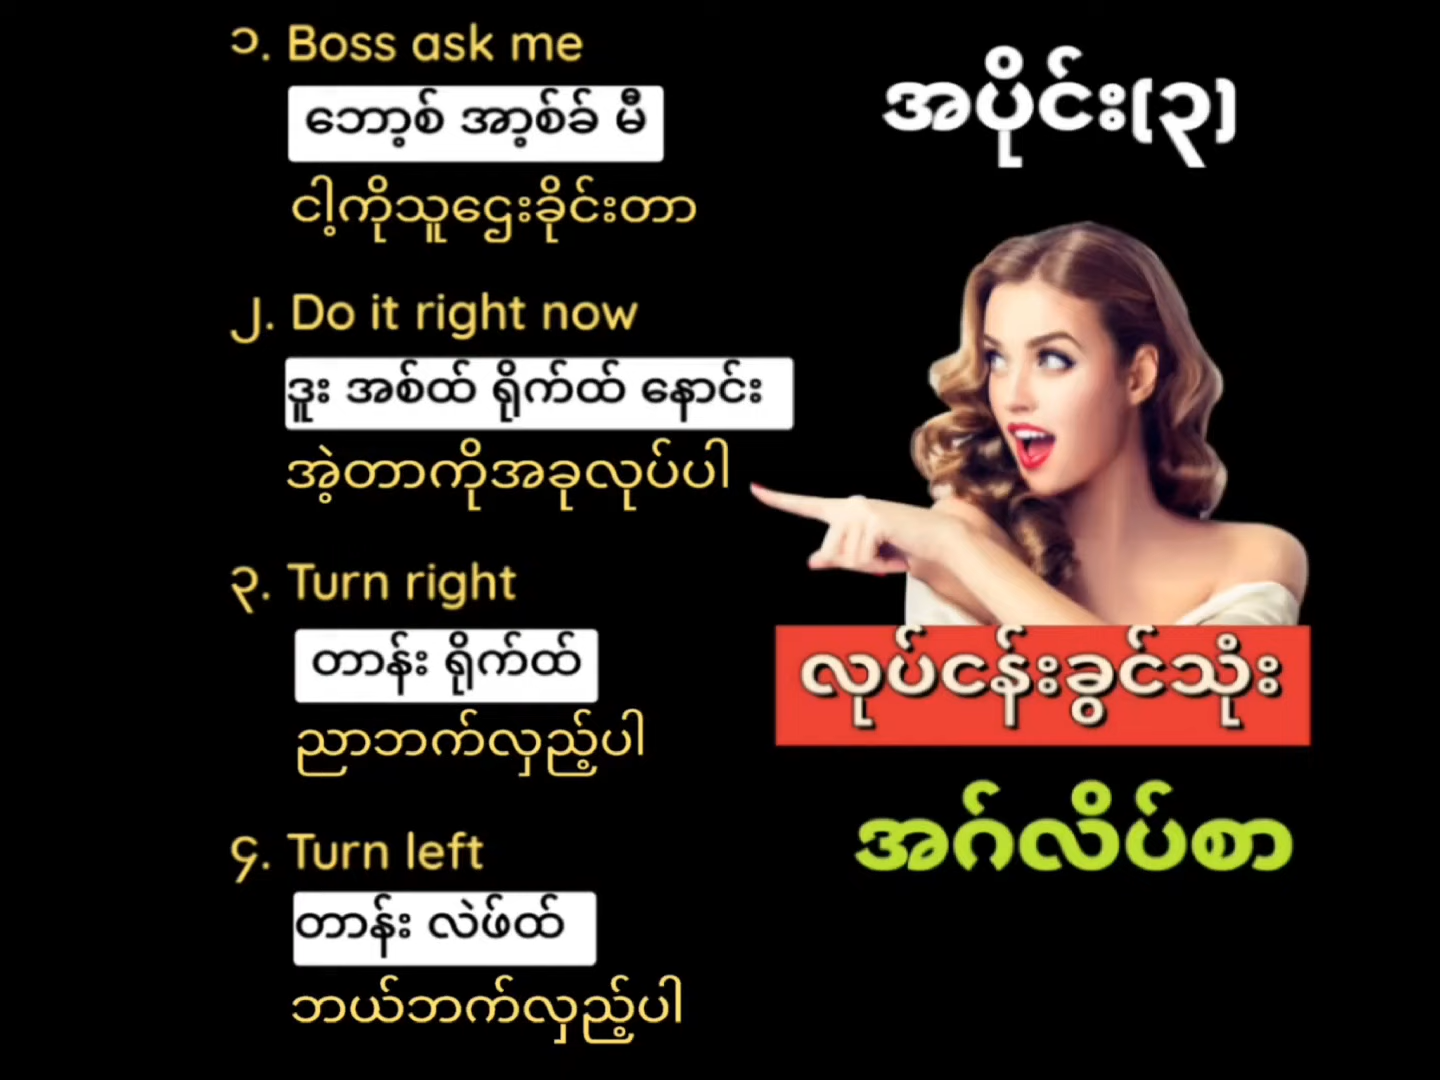 ၁. Boss ask me
ဘော့စ် အာ့စ်ခ် မီ
ငါ့ကိုသူဌေးခိုင်းတာ
၂. Do it right now
ဒူး အစ်ထ် ရိုက်ထ် နောင်း
အဲ့တာကိုအခုလုပ်ပါ
၃. Turn right
တာန်း ရိုက်ထ်
ညာဘက်လှည့်ပါ
၄. Turn left
တာန်း လဲဖ်ထ်
ဘယ်ဘက်လှည့်ပါ
အပိုင်း(၃)
လုပ်ငန်းခွင်သုံး
အင်္ဂလိပ်စာ